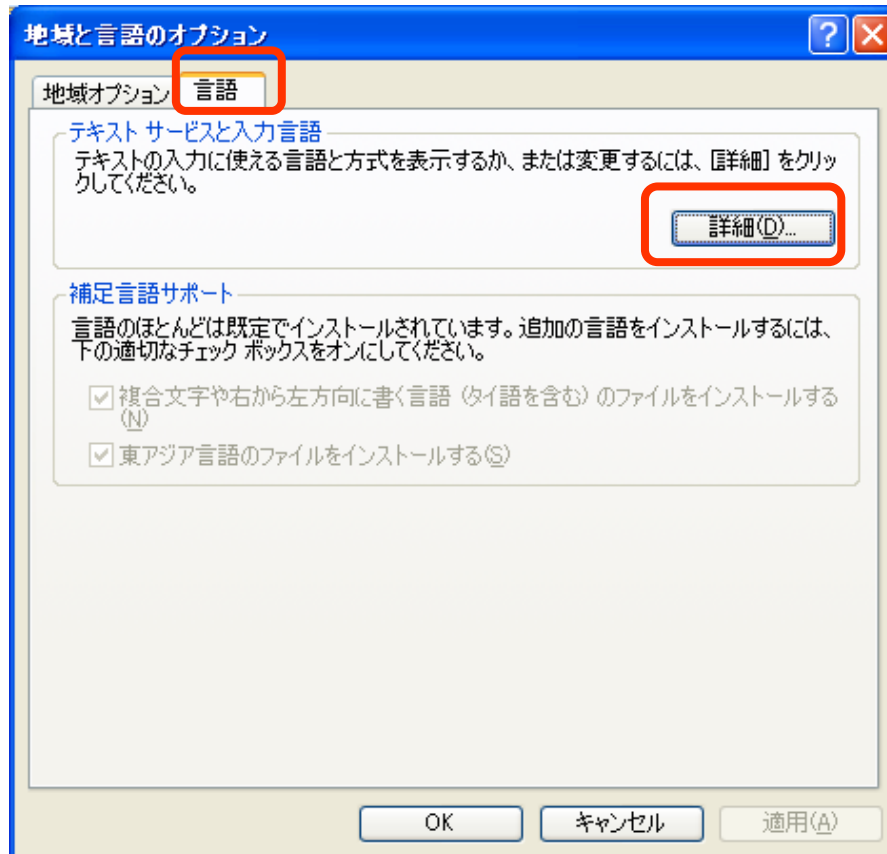 地域と言語のオプション
地域オプション 言語
テキスト サービスと入力言語
テキストの入力に使える言語と方式を表示するか、または変更するには、[詳細] をクリッ
クしてください。
詳細(D)...
補足言語サポート
言語のほとんどは既定でインストールされています。追加の言語をインストールするには、
下の適切なチェック ボックスをオンにしてください。
複合文字や右から左方向に書く言語 (タイ語を含む) のファイルをインストールする
(N)
東アジア言語のファイルをインストールする(S)
OK キャンセル 適用(A)